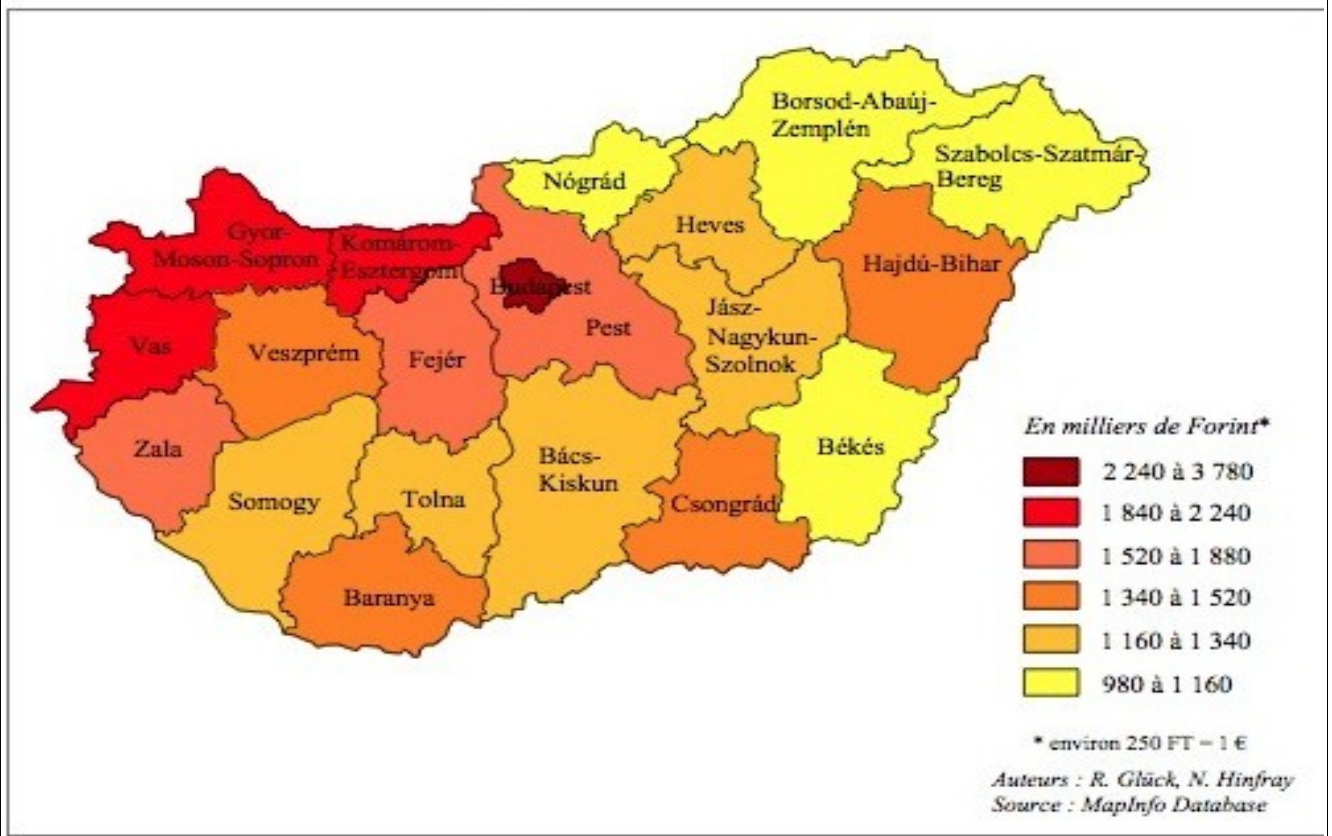 Borsod-Abaúj-
Zemplén
Szabolcs-Szatmár-
Bereg
Nógrád
Heves
Hajdú-Bihar
Gyor-
Moson-Sopron
Komárom-
Esztergom
Budapest
Pest
Jász-
Nagykun-
Szolnok
Vas
Veszprém
Fejér
Zala
Somogy
Tolna
Bács-
Kiskun
Békés
Csongrád
Baranya
En milliers de Forint*
2 240 à 3 780
1 840 à 2 240
1 520 à 1 880
1 340 à 1 520
1 160 à 1 340
980 à 1 160
* environ 250 FT = 1 €
Auteurs : R. Glück, N. Hinfray
Source : MapInfo Database